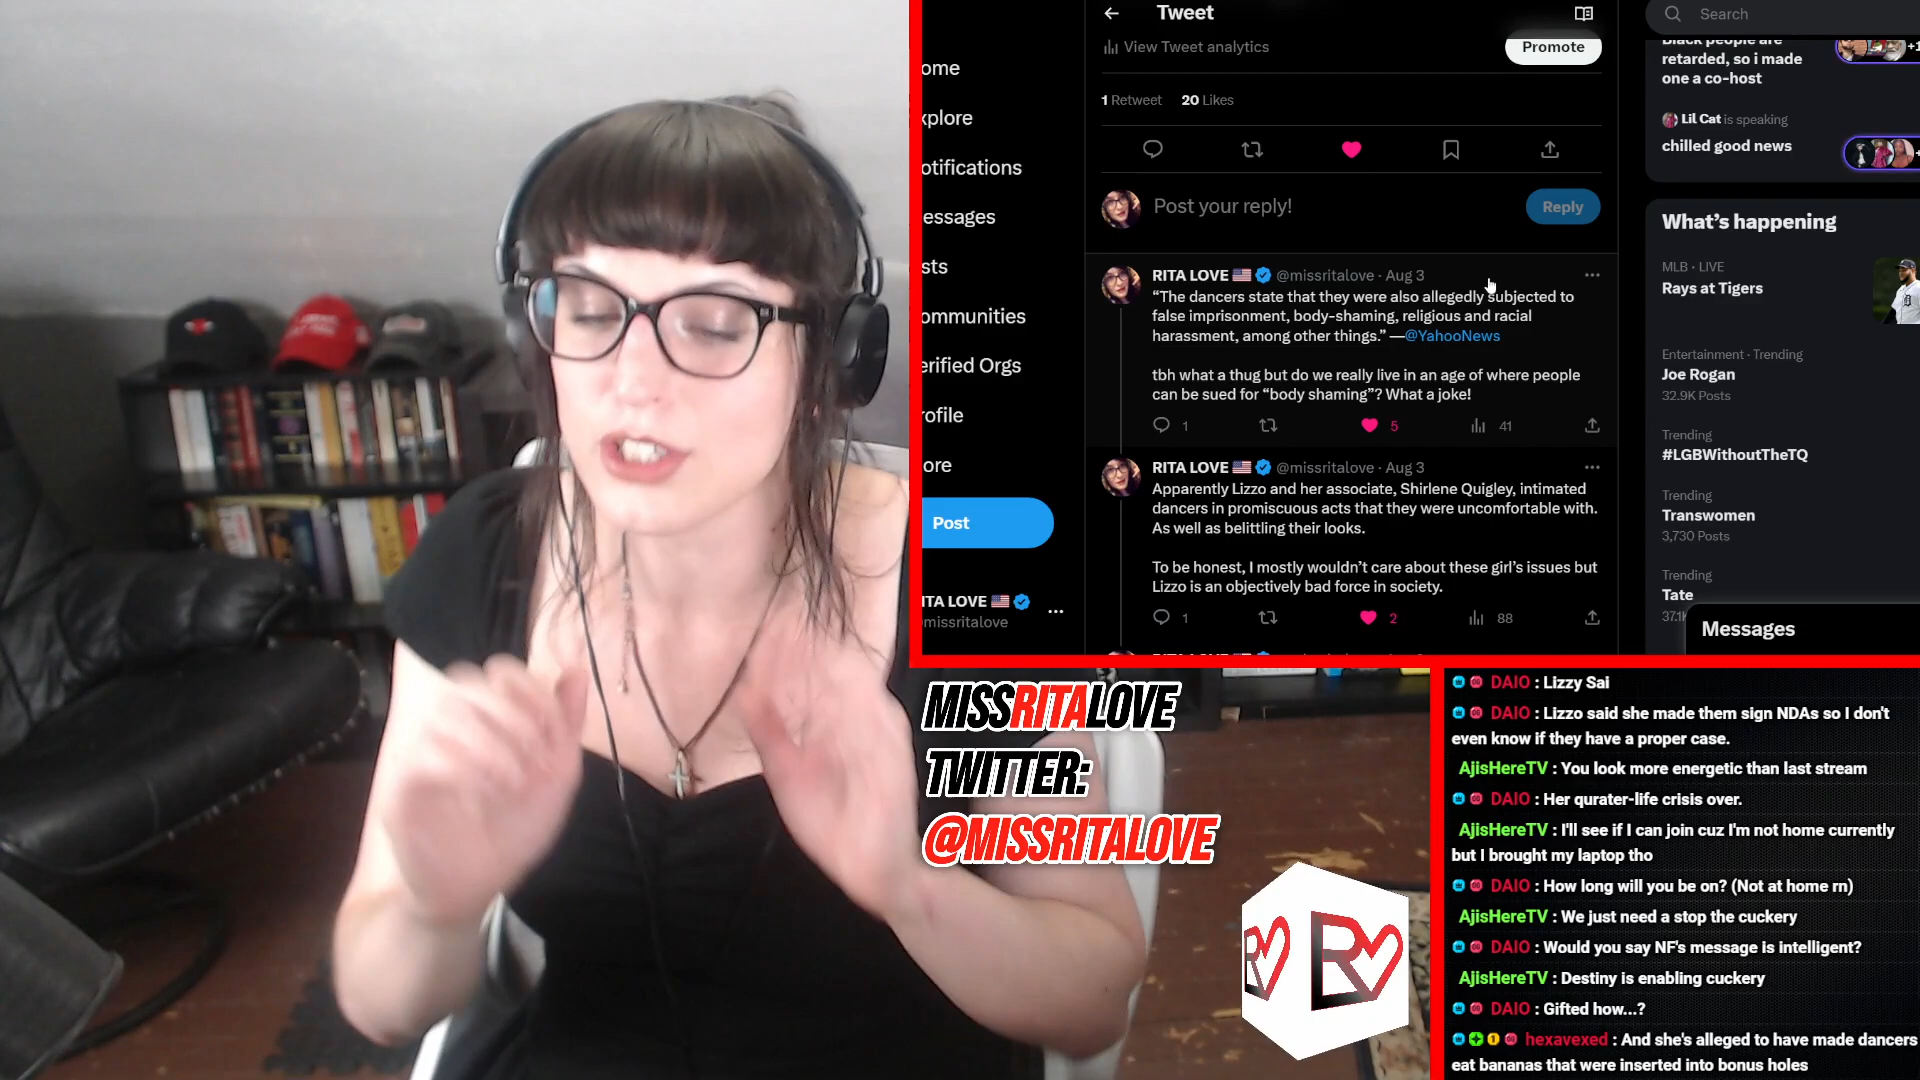 Tweet
View Tweet analytics
Promote
1 Retweet 20 Likes
Post your reply!
Reply
RITA LOVE @missritalove · Aug 3
“The dancers state that they were also allegedly subjected to
false imprisonment, body-shaming, religious and racial
harassment, among other things.” —@YahooNews
tbh what a thug but do we really live in an age of where people
can be sued for “body shaming”? What a joke!
1 5 41
RITA LOVE @missritalove · Aug 3
Apparently Lizzo and her associate, Shirlene Quigley, intimated
dancers in promiscuous acts that they were uncomfortable with.
As well as belittling their looks.
To be honest, I mostly wouldn’t care about these girl’s issues but
Lizzo is an objectively bad force in society.
1 2 88
ome
xplore
otifications
essages
sts
ommunities
erified Orgs
rofile
ore
Post
ITA LOVE
missritalove
Search
Black people are
retarded, so i made
one a co-host
+1
Lil Cat is speaking
chilled good news
What’s happening
MLB · LIVE
Rays at Tigers
Entertainment · Trending
Joe Rogan
32.9K Posts
Trending
#LGBWithoutTheTQ
Trending
Transwomen
3,730 Posts
Trending
Tate
Messages
MISSRITALOVE
TWITTER:
@MISSRITALOVE
DAIO : Lizzy Sai
DAIO : Lizzo said she made them sign NDAs so I don't
even know if they have a proper case.
AjisHereTV : You look more energetic than last stream
DAIO : Her qurater-life crisis over.
AjisHereTV : I'll see if I can join cuz I'm not home currently
but I brought my laptop tho
DAIO : How long will you be on? (Not at home rn)
AjisHereTV : We just need a stop the cuckery
DAIO : Would you say NF's message is intelligent?
AjisHereTV : Destiny is enabling cuckery
DAIO : Gifted how...?
hexavexed : And she's alleged to have made dancers
eat bananas that were inserted into bonus holes